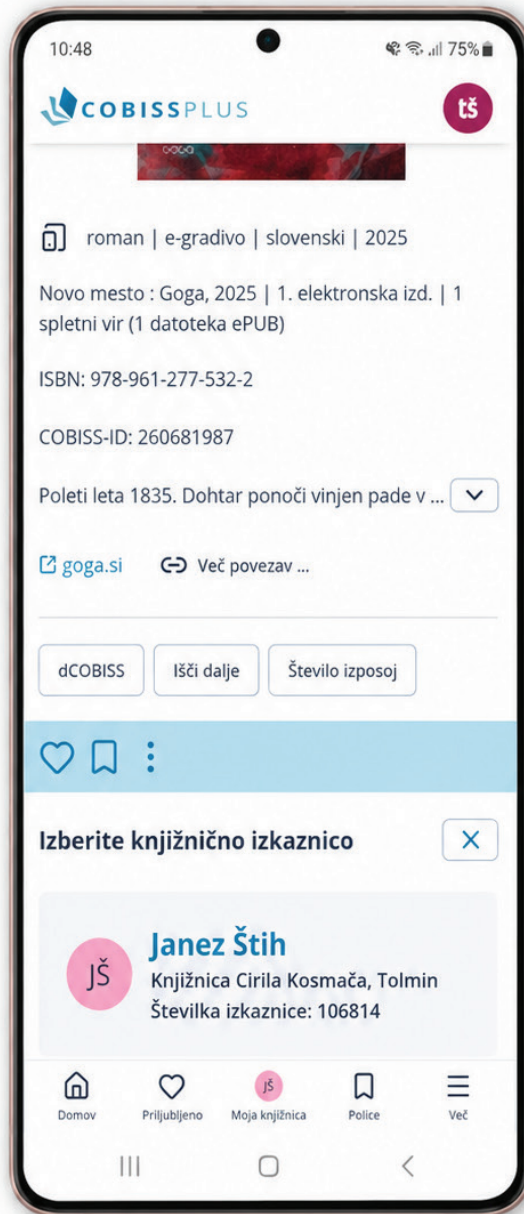 10:48
75%
COBISSPLUS
tš
GOGA
roman | e-gradivo | slovenski | 2025
Novo mesto : Goga, 2025 | 1. elektronska izd. | 1
spletni vir (1 datoteka ePUB)
ISBN: 978-961-277-532-2
COBISS-ID: 260681987
Poleti leta 1835. Dohtar ponoči vinjen pade v ...
goga.si Več povezav ...
dCOBISS Išči dalje Število izposoj
Izberite knjižnično izkaznico
JŠ
Janez Štih
Knjižnica Cirila Kosmača, Tolmin
Številka izkaznice: 106814
JŠ
Domov Priljubljeno Moja knjižnica Police Več